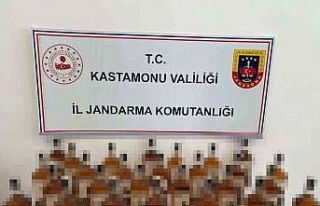 T.C.
KASTAMONU VALİLİĞİ
İL JANDARMA KOMUTANLIĞI